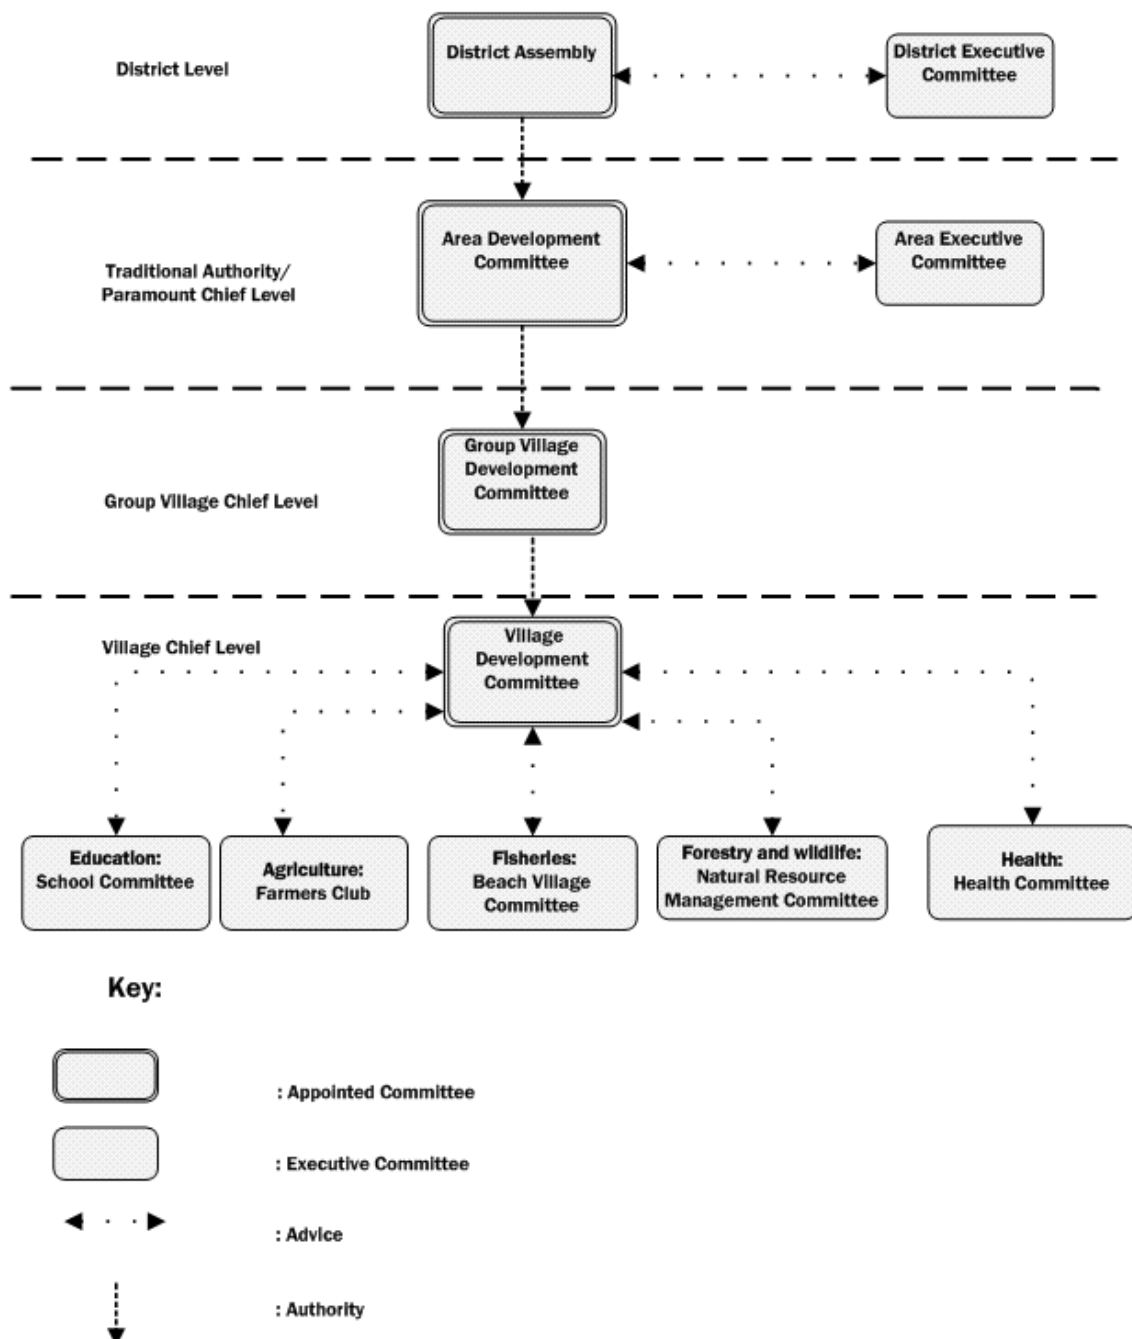 District Level
District Assembly
District Executive
Committee
Traditional Authority/
Paramount Chief Level
Area Development
Committee
Area Executive
Committee
Group Village Chief Level
Group Village
Development
Committee
Village Chief Level
Village
Development
Committee
Education:
School Committee
Agriculture:
Farmers Club
Fisheries:
Beach Village
Committee
Forestry and wildlife:
Natural Resource
Management Committee
Health:
Health Committee
Key:
: Appointed Committee
: Executive Committee
: Advice
: Authority